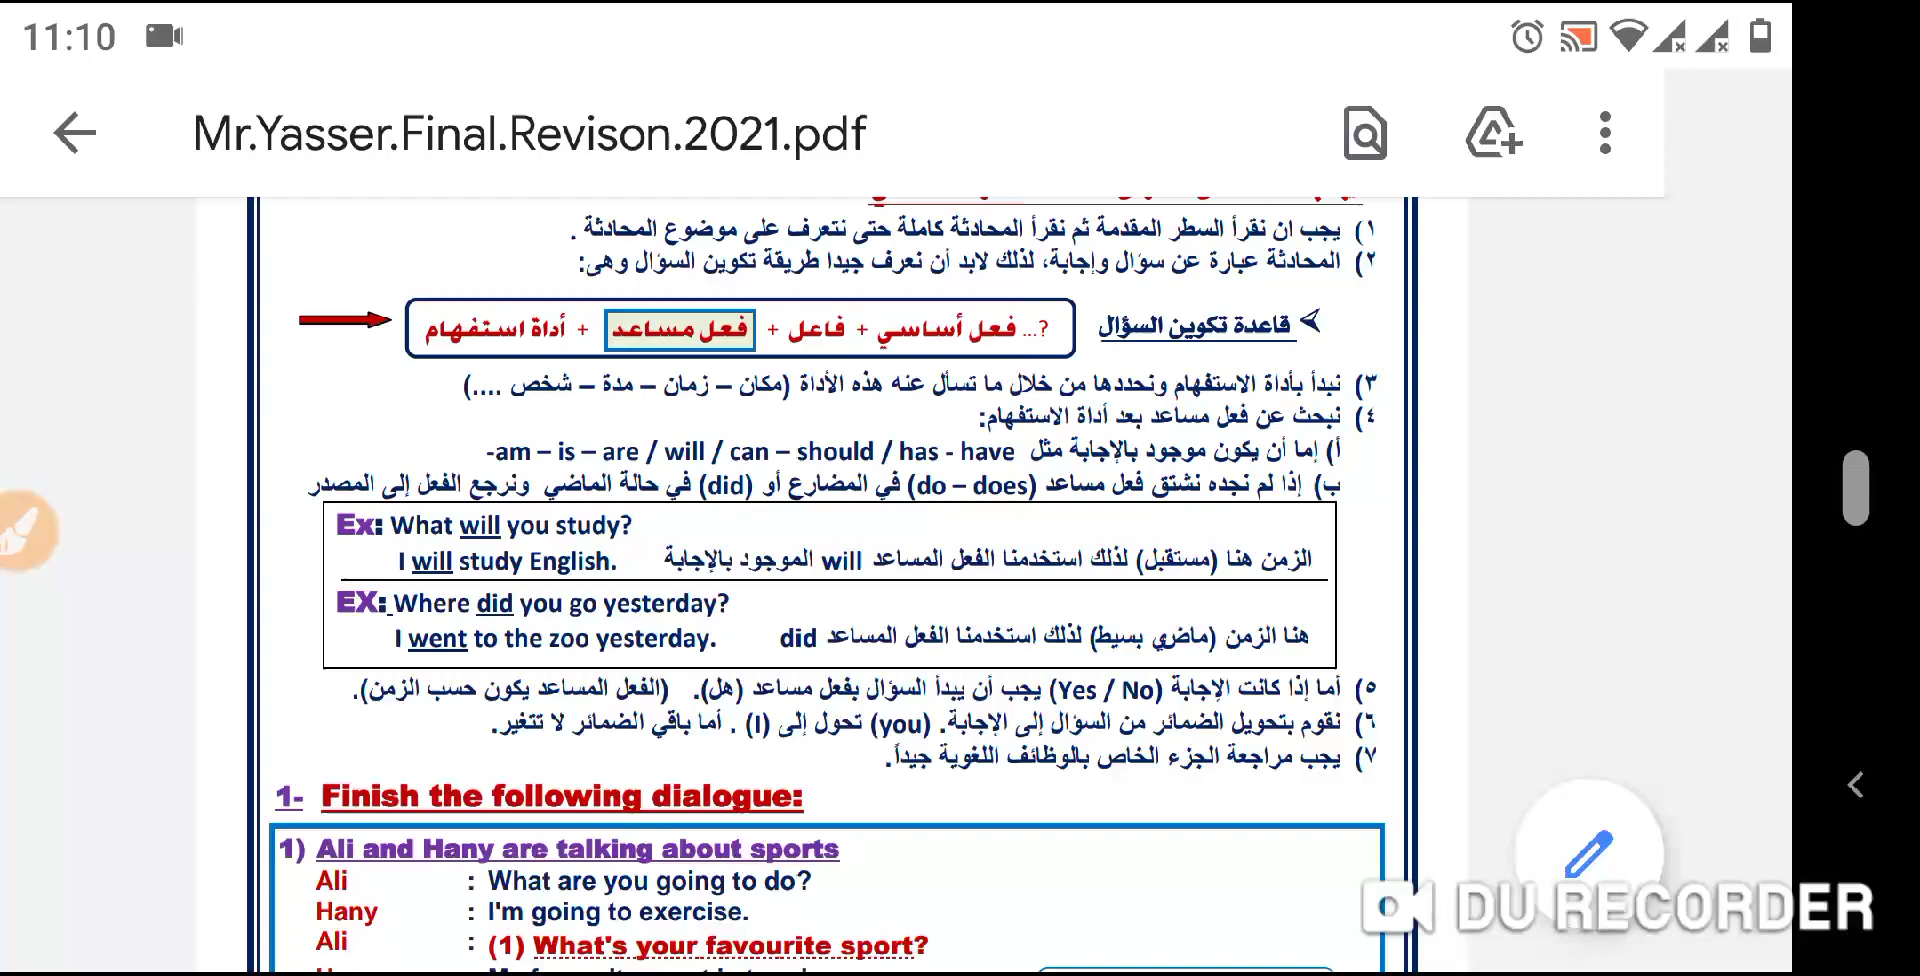 11:10
Mr.Yasser.Final.Revison.2021.pdf
١) يجب ان نقرأ السطر المقدمة ثم نقرأ المحادثة كاملة حتى نتعرف على موضوع المحادثة .
٢) المحادثة عبارة عن سؤال وإجابة، لذلك لابد أن نعرف جيدا طريقة تكوين السؤال وهى:
قاعدة تكوين السؤال
أداة استفهام + فعل مساعد + فاعل + فعل أساسي ...?
٣) نبدأ بأداة الاستفهام ونحددها من خلال ما تسأل عنه هذه الأداة (مكان – زمان – مدة – شخص ....)
٤) نبحث عن فعل مساعد بعد أداة الاستفهام:
أ) إما أن يكون موجود بالإجابة مثل -am – is – are / will / can – should / has - have
ب) إذا لم نجده نشتق فعل مساعد (do – does) في المضارع أو (did) في حالة الماضي ونرجع الفعل إلى المصدر
Ex: What will you study?
I will study English. الزمن هنا (مستقبل) لذلك استخدمنا الفعل المساعد will الموجود بالإجابة
EX: Where did you go yesterday?
I went to the zoo yesterday. هنا الزمن (ماضي بسيط) لذلك استخدمنا الفعل المساعد did
٥) أما إذا كانت الإجابة (Yes / No) يجب أن يبدأ السؤال بفعل مساعد (هل). (الفعل المساعد يكون حسب الزمن).
٦) نقوم بتحويل الضمائر من السؤال إلى الإجابة. (you) تحول إلى (I) . أما باقي الضمائر لا تتغير.
٧) يجب مراجعة الجزء الخاص بالوظائف اللغوية جيداً.
1- Finish the following dialogue:
1) Ali and Hany are talking about sports
Ali : What are you going to do?
Hany : I'm going to exercise.
Ali : (1) What's your favourite sport?
DU RECORDER